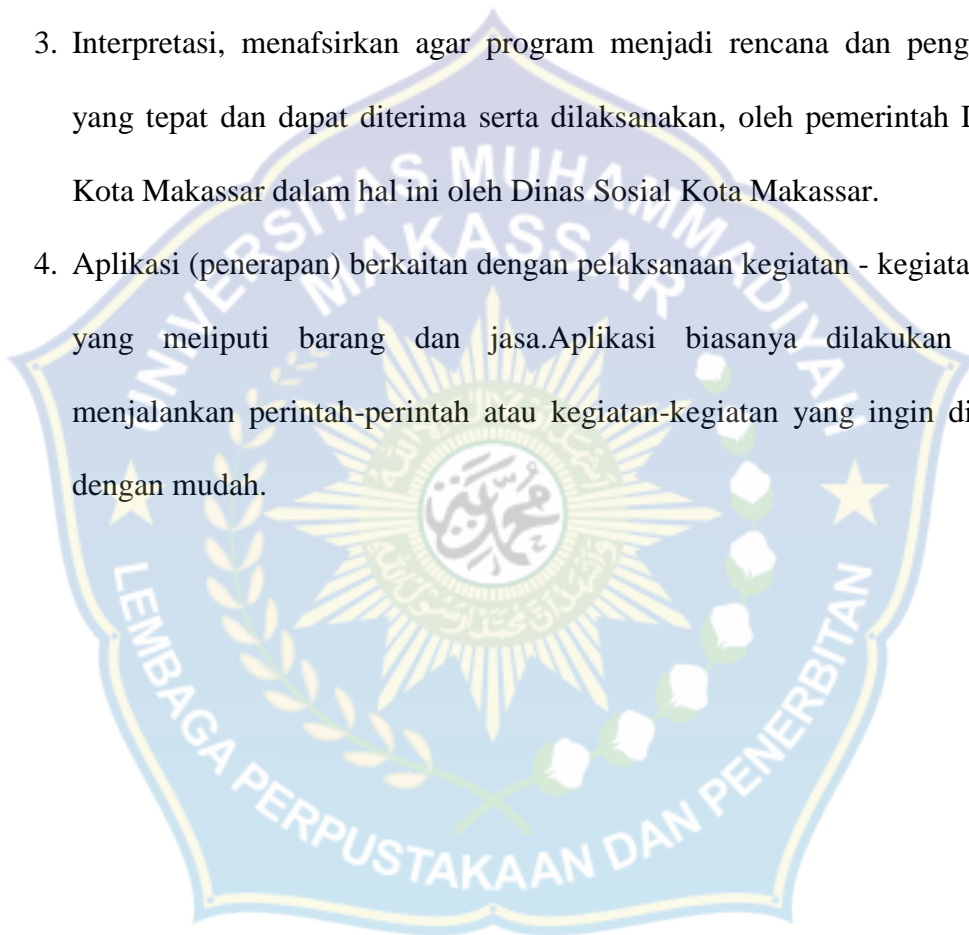 3. Interpretasi, menafsirkan agar program menjadi rencana dan peng
yang tepat dan dapat diterima serta dilaksanakan, oleh pemerintah
Kota Makassar dalam hal ini oleh Dinas Sosial Kota Makassar.
4. Aplikasi (penerapan) berkaitan dengan pelaksanaan kegiatan - kegiata
yang meliputi barang dan jasa.Aplikasi biasanya dilakukan
menjalankan perintah-perintah atau kegiatan-kegiatan yang ingin di
dengan mudah.
UNIVERSITAS MUHAMMADIYAH
MAKASSAR
محمدية
LEMBAGA PERPUSTAKAAN DAN PENERBITAN